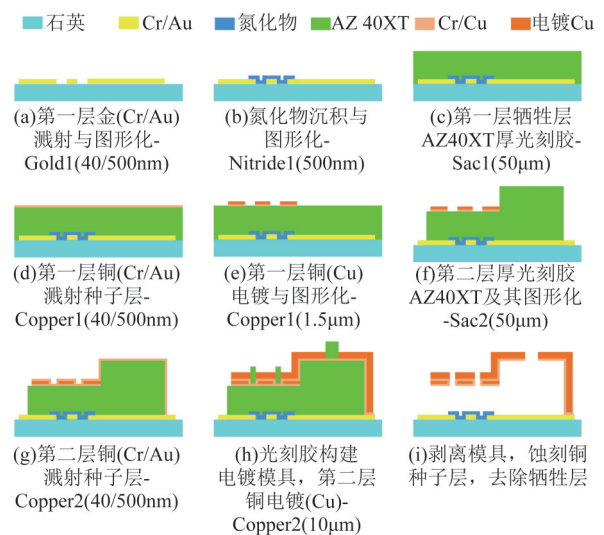 石英 Cr/Au 氮化物 AZ 40XT Cr/Cu 电镀Cu
(a)第一层金(Cr/Au)
溅射与图形化-
Gold1(40/500nm)
(b)氮化物沉积与
图形化-
Nitride1(500nm)
(c)第一层牺牲层
AZ40XT厚光刻胶-
Sac1(50μm)
(d)第一层铜(Cr/Au)
溅射种子层-
Copper1(40/500nm)
(e)第一层铜(Cu)
电镀与图形化-
Copper1(1.5μm)
(f)第二层厚光刻胶
AZ40XT及其图形化
-Sac2(50μm)
(g)第二层铜(Cr/Au)
溅射种子层-
Copper2(40/500nm)
(h)光刻胶构建
电镀模具，第二层
铜电镀(Cu)-
Copper2(10μm)
(i)剥离模具，蚀刻铜
种子层，去除牺牲层